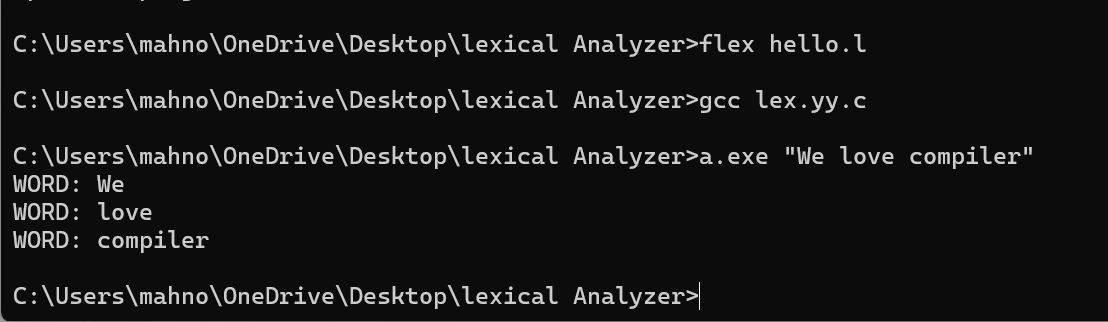 C:\Users\mahno\OneDrive\Desktop\lexical Analyzer>flex hello.l
C:\Users\mahno\OneDrive\Desktop\lexical Analyzer>gcc lex.yy.c
C:\Users\mahno\OneDrive\Desktop\lexical Analyzer>a.exe "We love compiler"
WORD: We
WORD: love
WORD: compiler
C:\Users\mahno\OneDrive\Desktop\lexical Analyzer>